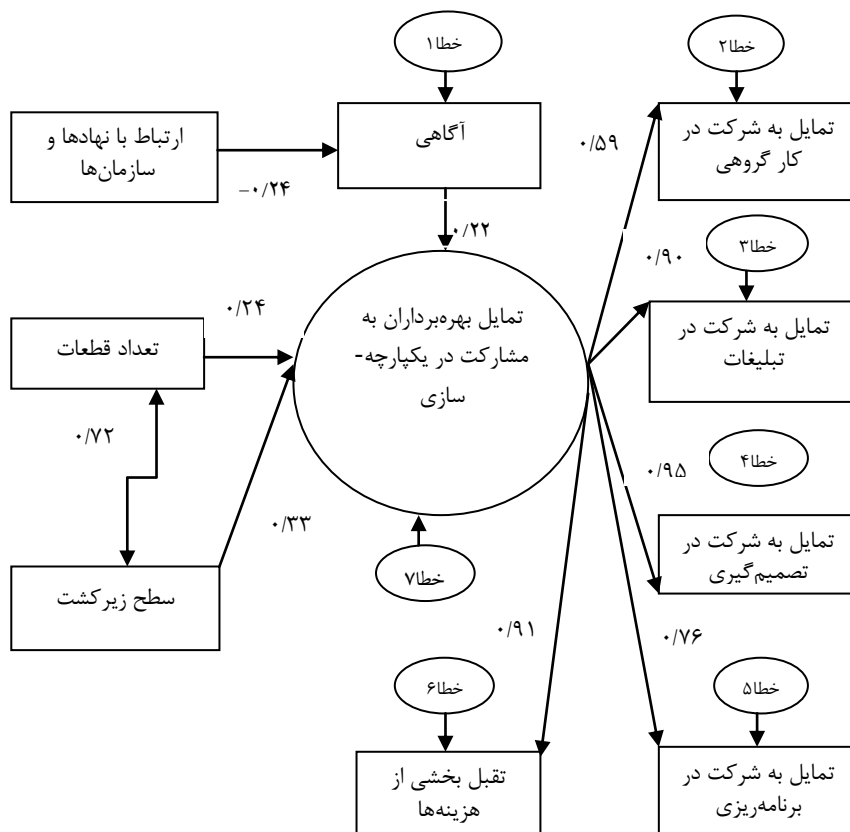 خطا۱
خطا۲
ارتباط با نهادها و
سازمان‌ها
آگاهی
تمایل به شرکت در
کار گروهی
۰/۵۹
−۰/۲۴
۰/۲۲
خطا۳
۰/۹۰
تمایل بهره‌برداران به
مشارکت در یکپارچه-
سازی
۰/۲۴
تعداد قطعات
تمایل به شرکت در
تبلیغات
۰/۷۲
خطا۴
۰/۹۵
۰/۳۳
تمایل به شرکت در
تصمیم‌گیری
خطا۷
سطح زیرکشت
۰/۹۱
۰/۷۶
خطا۶
خطا۵
تقبل بخشی از
هزینه‌ها
تمایل به شرکت در
برنامه‌ریزی